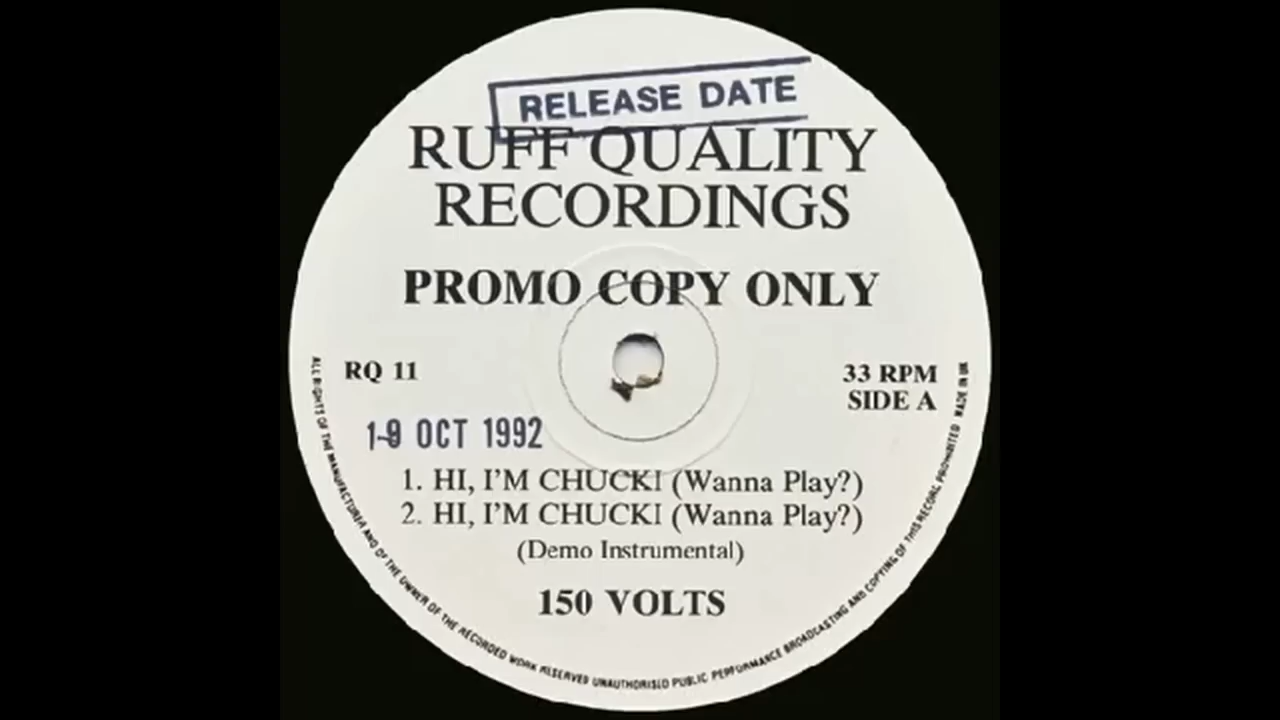 RELEASE DATE
RUFF QUALITY
RECORDINGS
PROMO COPY ONLY
RQ 11
33 RPM
SIDE A
19 OCT 1992
1. HI, I'M CHUCKI (Wanna Play?)
2. HI, I'M CHUCKI (Wanna Play?)
(Demo Instrumental)
150 VOLTS
ALL RIGHTS OF THE MANUFACTURER AND OF THE OWNER OF THE RECORDED WORK RESERVED UNAUTHORISED PUBLIC PERFORMANCE BROADCASTING AND COPYING OF THIS RECORD PROHIBITED MADE IN UK